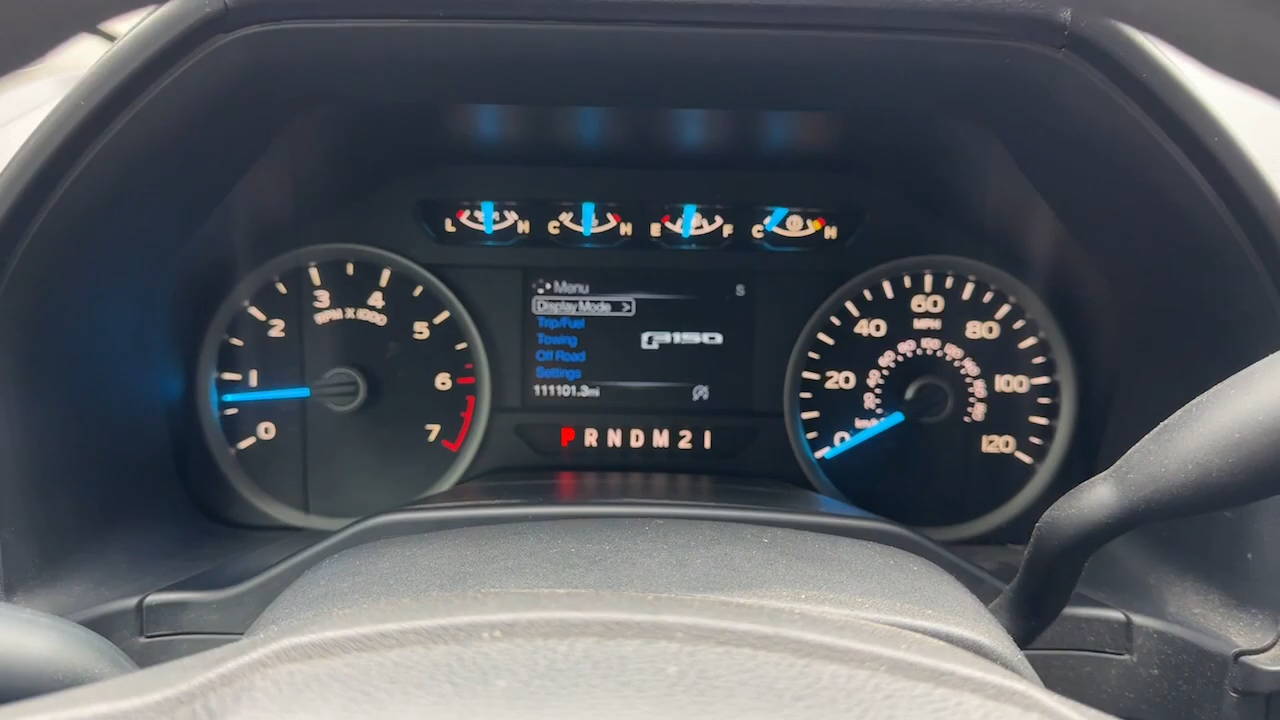 L H C H E F C H
Menu S
Display Mode >
Trip/Fuel
Towing
Off Road
Settings
F150
111101.3mi
P R N D M 2 1
0 1 2 3 4 5 6 7
RPM X 1000
0 20 40 60 80 100 120
MPH
km/h